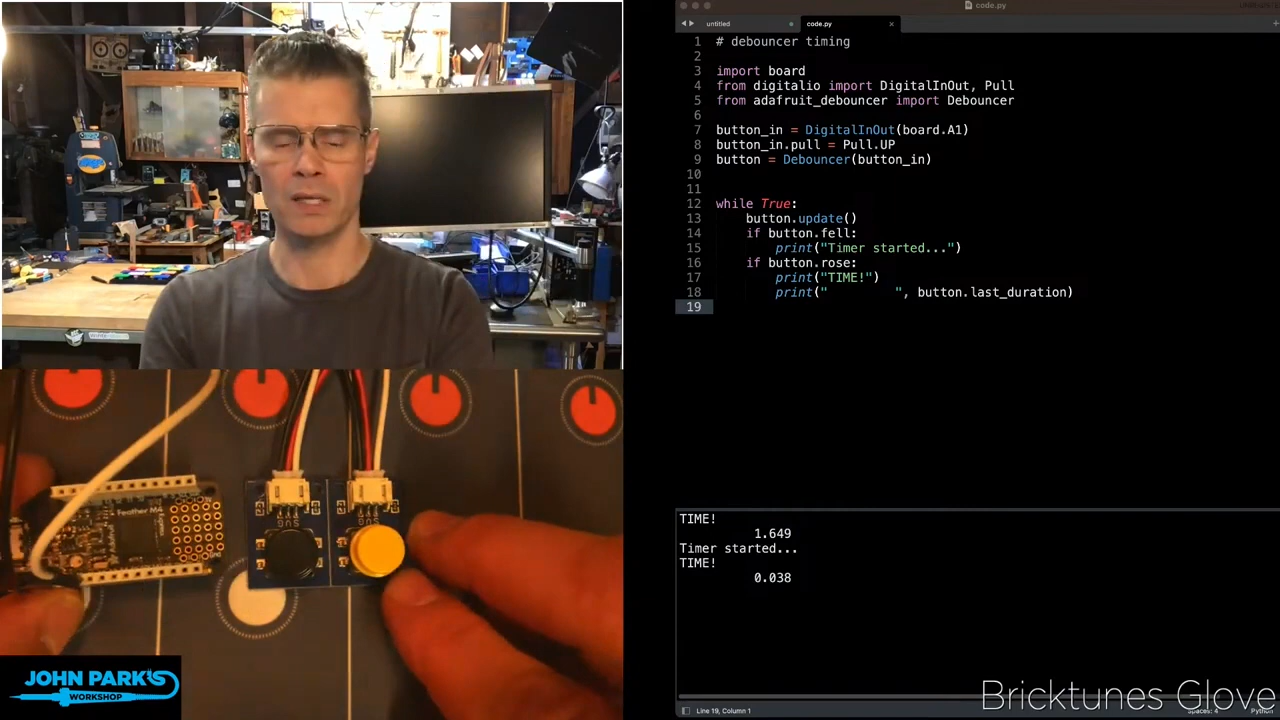 code.py
untitled
code.py
1 # debouncer timing
2
3 import board
4 from digitalio import DigitalInOut, Pull
5 from adafruit_debouncer import Debouncer
6
7 button_in = DigitalInOut(board.A1)
8 button_in.pull = Pull.UP
9 button = Debouncer(button_in)
10
11
12 while True:
13     button.update()
14     if button.fell:
15         print("Timer started...")
16     if button.rose:
17         print("TIME!")
18         print("         ", button.last_duration)
19
TIME!
1.649
Timer started...
TIME!
0.038
Feather M4
JOHN PARK'S
WORKSHOP
Bricktunes Glove
Line 19, Column 1
Spaces: 4
Python